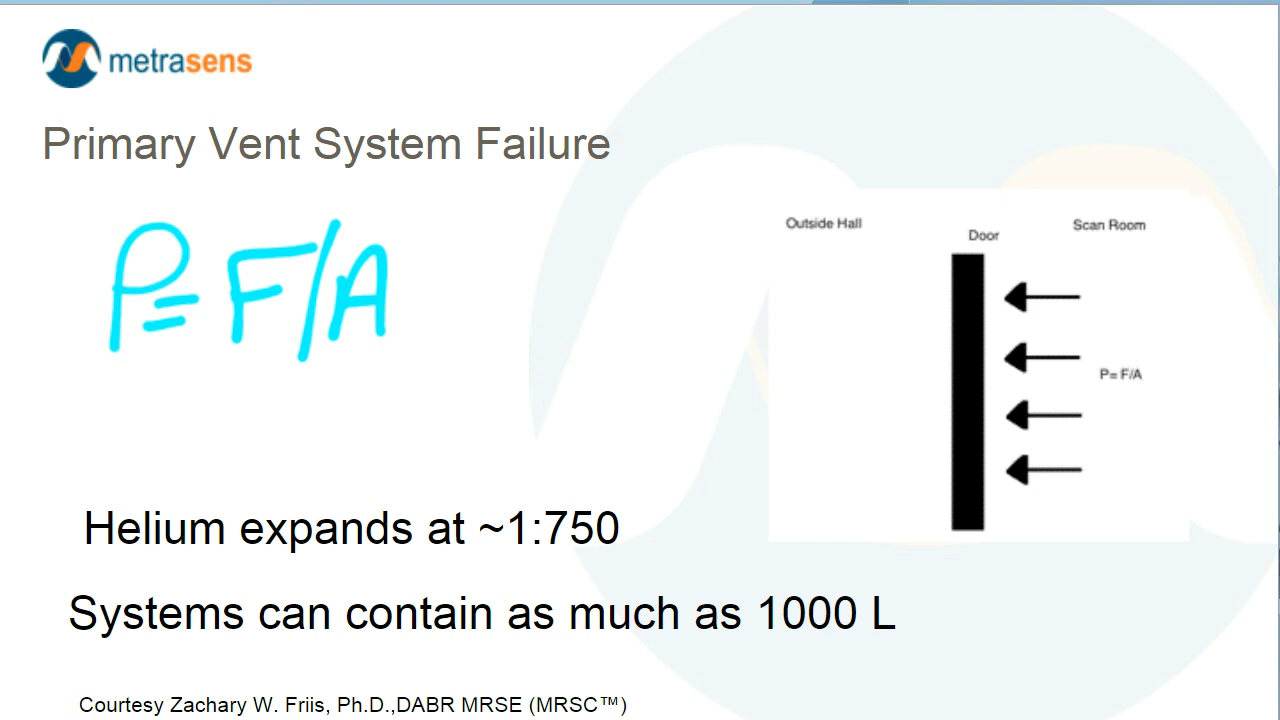 metrasens
Primary Vent System Failure
P=F/A
Outside Hall
Door
Scan Room
P= F/A
Helium expands at ~1:750
Systems can contain as much as 1000 L
Courtesy Zachary W. Friis, Ph.D.,DABR MRSE (MRSC™)